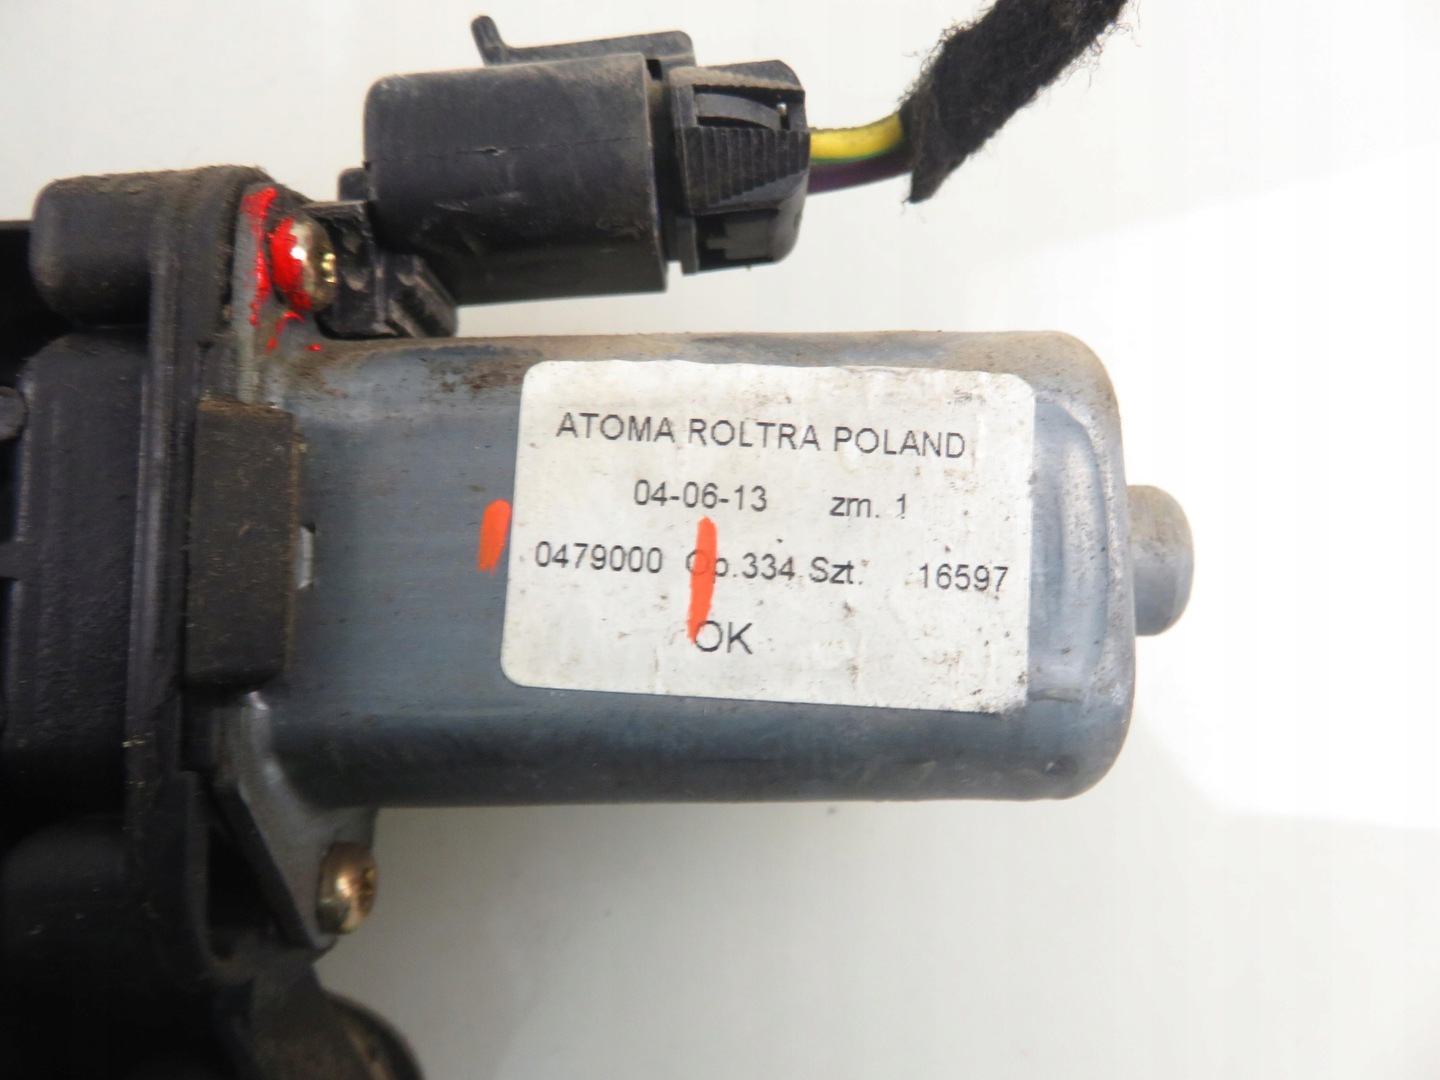 ATOMA ROLTRA POLAND
04-06-13 zm. 1
0479000 Op.334 Szt. 16597
OK